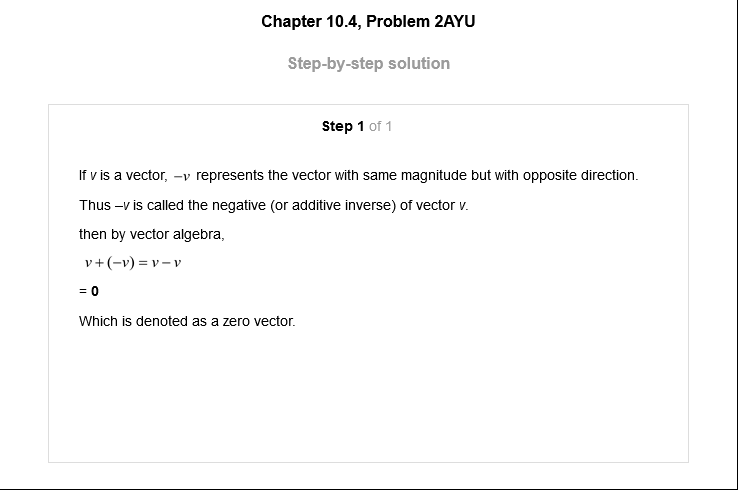 Chapter 10.4, Problem 2AYU
Step-by-step solution
Step 1 of 1
If v is a vector, −v represents the vector with same magnitude but with opposite direction.
Thus –v is called the negative (or additive inverse) of vector v.
then by vector algebra,
v+(−v)=v−v
= 0
Which is denoted as a zero vector.